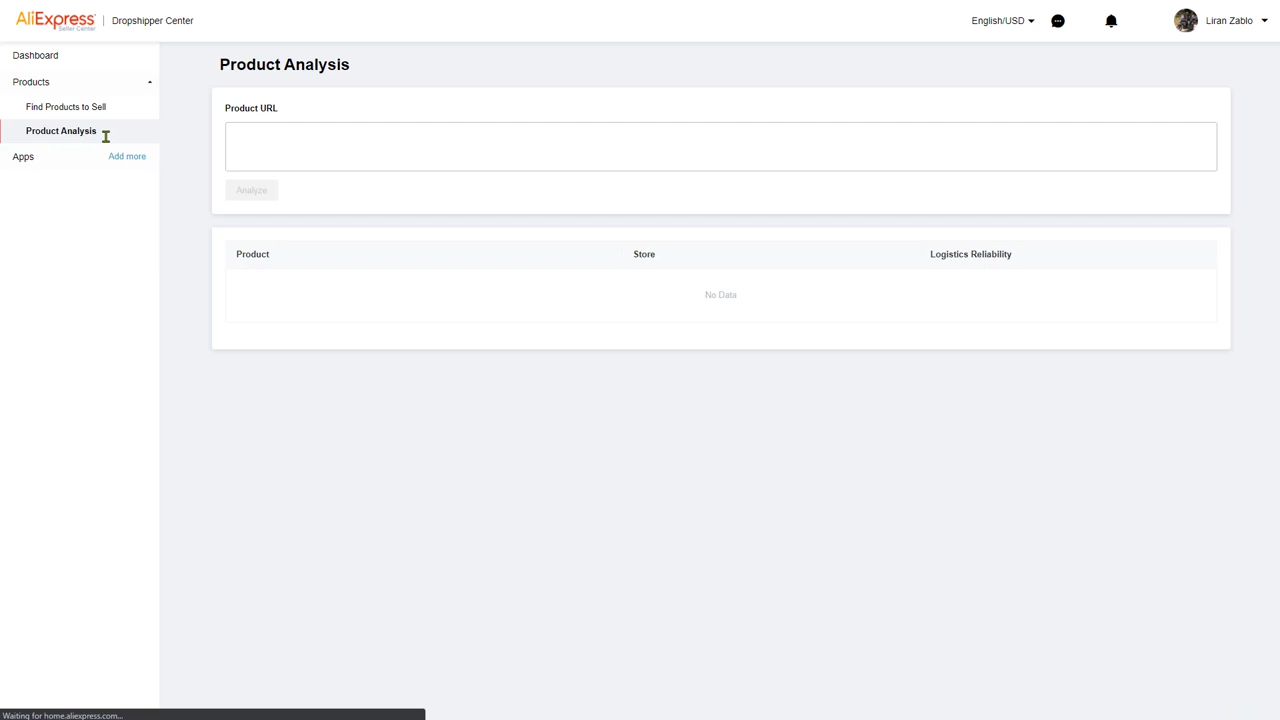 AliExpress
Seller Center
Dropshipper Center
English/USD
Liran Zablo
Dashboard
Products
Find Products to Sell
Product Analysis
Apps
Add more
Product Analysis
Product URL
Analyze
Product Store Logistics Reliability
No Data
Waiting for home.aliexpress.com...